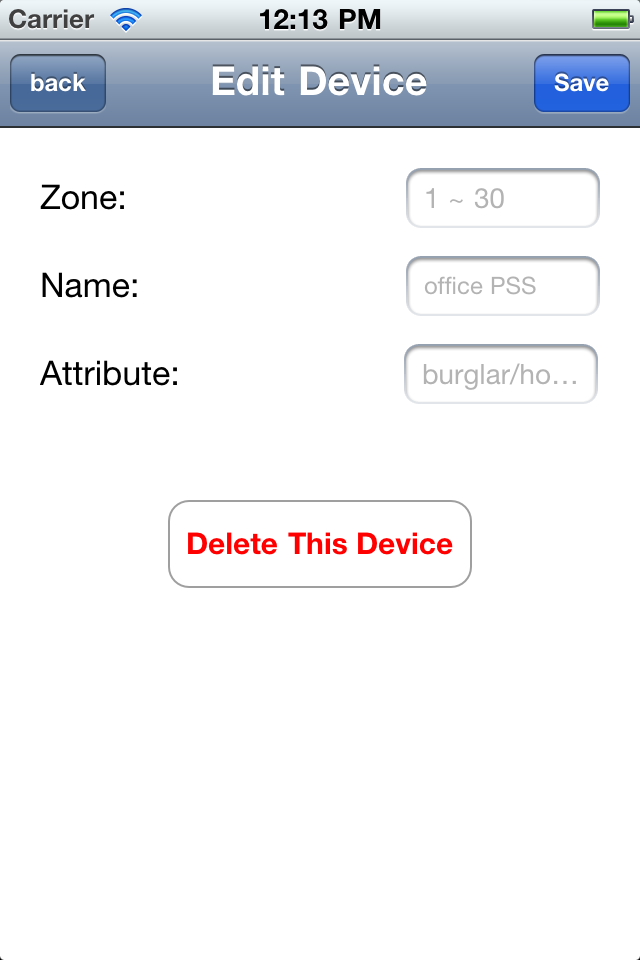 Carrier 12:13 PM
back Edit Device Save
Zone: 1 ~ 30
Name: office PSS
Attribute: burglar/ho…
Delete This Device